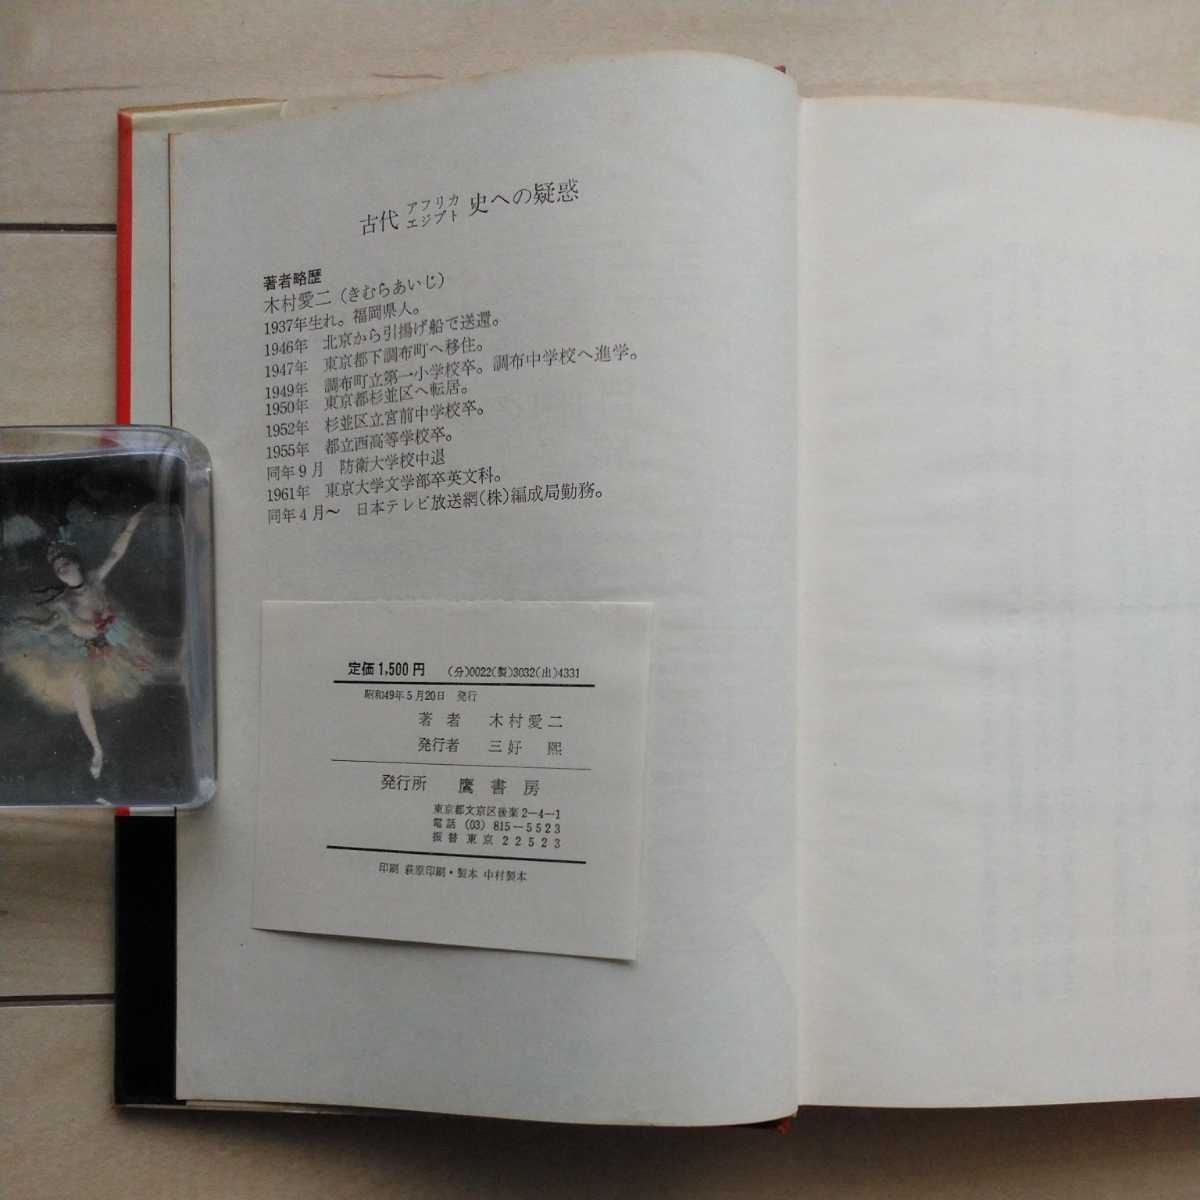 古代アフリカエジプト史への疑惑
著者略歴
木村愛二（きむらあいじ）
1937年生れ。福岡県人。
1946年　北京から引揚げ船で送還。
1947年　東京都下調布町へ移住。
1949年　調布町立第一小学校卒。調布中学校へ進学。
1950年　東京都杉並区へ転居。
1952年　杉並区立宮前中学校卒。
1955年　都立西高等学校卒。
同年9月　防衛大学校中退
1961年　東京大学文学部卒英文科。
同年4月〜　日本テレビ放送網（株）編成局勤務。
定価1,500円　（分）0022（製）3032（出）4331
昭和49年5月20日　発行
著　者　木村愛二
発行者　三好　熙
発行所　鷹書房
東京都文京区後楽2—4—1
電話（03）815—5523
振替東京22523
印刷 萩原印刷・製本 中村製本